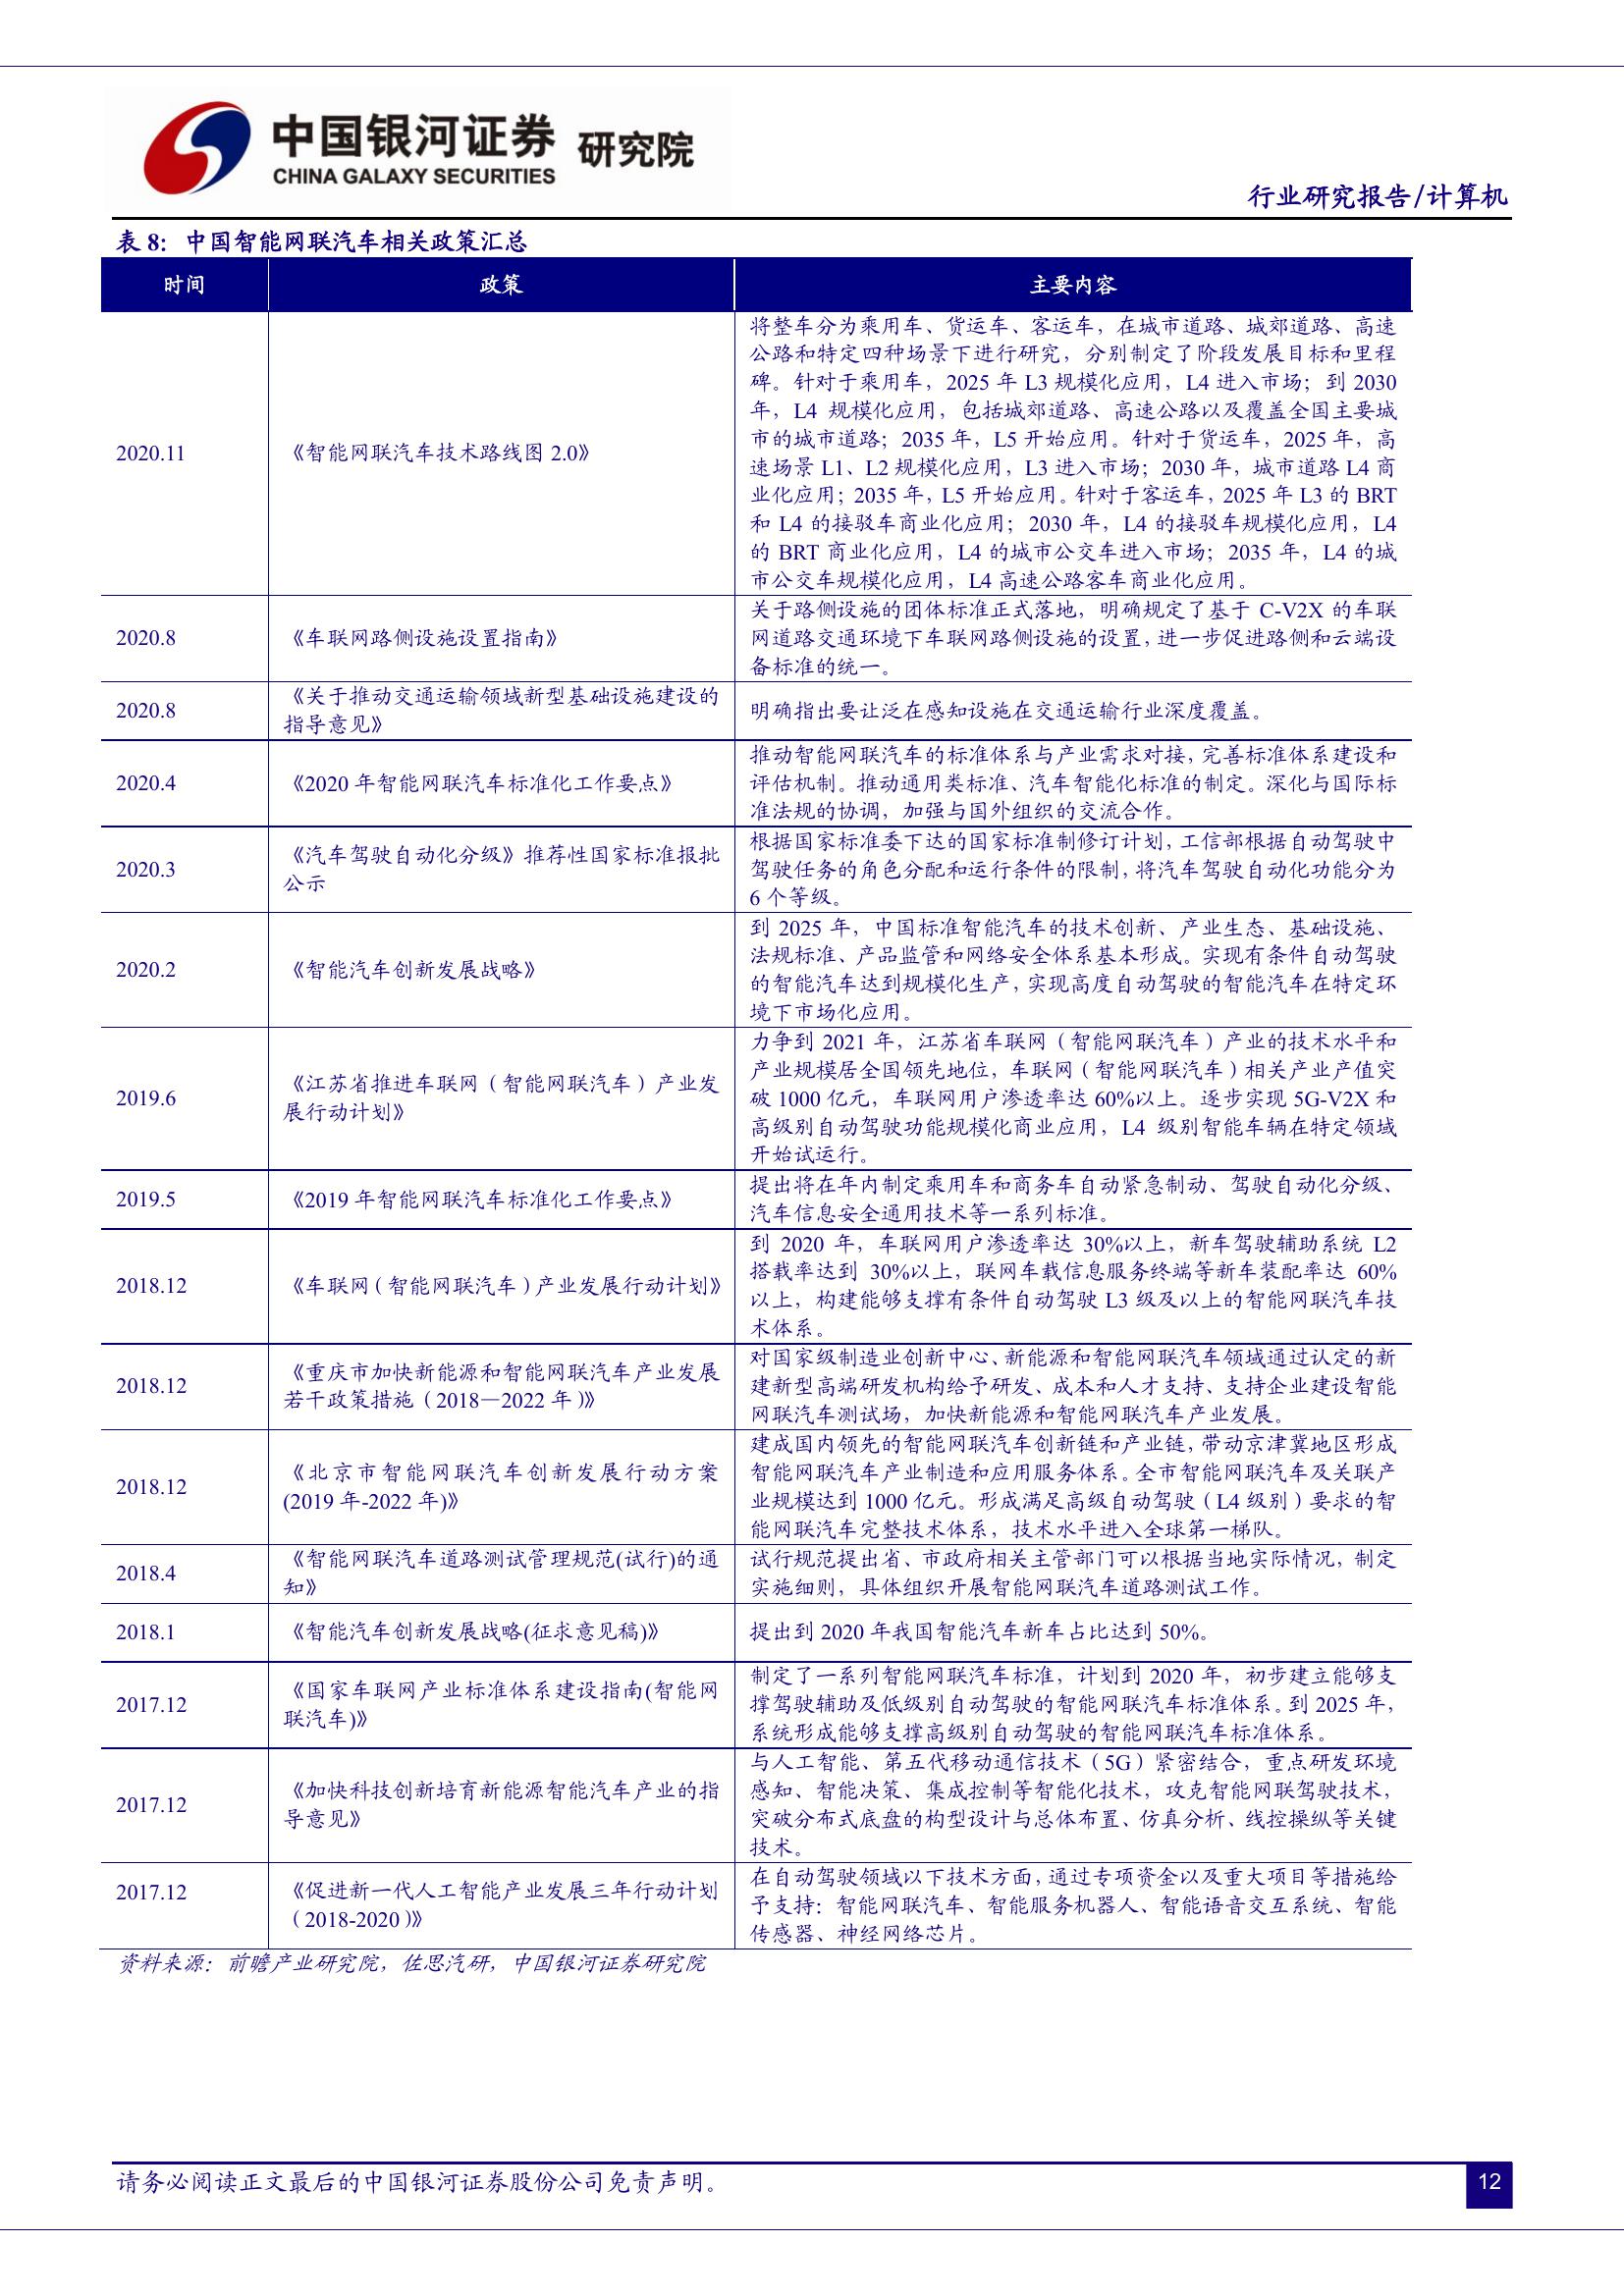 中国银河证券 研究院
CHINA GALAXY SECURITIES
行业研究报告/计算机
表 8：中国智能网联汽车相关政策汇总
时间 政策 主要内容
2020.11 《智能网联汽车技术路线图 2.0》
将整车分为乘用车、货运车、客运车，在城市道路、城郊道路、高速
公路和特定四种场景下进行研究，分别制定了阶段发展目标和里程
碑。针对于乘用车，2025 年 L3 规模化应用，L4 进入市场；到 2030
年，L4 规模化应用，包括城郊道路、高速公路以及覆盖全国主要城
市的城市道路；2035 年，L5 开始应用。针对于货运车，2025 年，高
速场景 L1、L2 规模化应用，L3 进入市场；2030 年，城市道路 L4 商
业化应用；2035 年，L5 开始应用。针对于客运车，2025 年 L3 的 BRT
和 L4 的接驳车商业化应用；2030 年，L4 的接驳车规模化应用，L4
的 BRT 商业化应用，L4 的城市公交车进入市场；2035 年，L4 的城
市公交车规模化应用，L4 高速公路客车商业化应用。
2020.8 《车联网路侧设施设置指南》
关于路侧设施的团体标准正式落地，明确规定了基于 C-V2X 的车联
网道路交通环境下车联网路侧设施的设置，进一步促进路侧和云端设
备标准的统一。
2020.8
《关于推动交通运输领域新型基础设施建设的
指导意见》
明确指出要让泛在感知设施在交通运输行业深度覆盖。
2020.4 《2020 年智能网联汽车标准化工作要点》
推动智能网联汽车的标准体系与产业需求对接，完善标准体系建设和
评估机制。推动通用类标准、汽车智能化标准的制定。深化与国际标
准法规的协调，加强与国外组织的交流合作。
2020.3
《汽车驾驶自动化分级》推荐性国家标准报批
公示
根据国家标准委下达的国家标准制修订计划，工信部根据自动驾驶中
驾驶任务的角色分配和运行条件的限制，将汽车驾驶自动化功能分为
6 个等级。
2020.2 《智能汽车创新发展战略》
到 2025 年，中国标准智能汽车的技术创新、产业生态、基础设施、
法规标准、产品监管和网络安全体系基本形成。实现有条件自动驾驶
的智能汽车达到规模化生产，实现高度自动驾驶的智能汽车在特定环
境下市场化应用。
2019.6
《江苏省推进车联网（智能网联汽车）产业发
展行动计划》
力争到 2021 年，江苏省车联网（智能网联汽车）产业的技术水平和
产业规模居全国领先地位，车联网（智能网联汽车）相关产业产值突
破 1000 亿元，车联网用户渗透率达 60%以上。逐步实现 5G-V2X 和
高级别自动驾驶功能规模化商业应用，L4 级别智能车辆在特定领域
开始试运行。
2019.5 《2019 年智能网联汽车标准化工作要点》
提出将在年内制定乘用车和商务车自动紧急制动、驾驶自动化分级、
汽车信息安全通用技术等一系列标准。
2018.12 《车联网（智能网联汽车）产业发展行动计划》
到 2020 年，车联网用户渗透率达 30%以上，新车驾驶辅助系统 L2
搭载率达到 30%以上，联网车载信息服务终端等新车装配率达 60%
以上，构建能够支撑有条件自动驾驶 L3 级及以上的智能网联汽车技
术体系。
2018.12
《重庆市加快新能源和智能网联汽车产业发展
若干政策措施（2018—2022 年）》
对国家级制造业创新中心、新能源和智能网联汽车领域通过认定的新
建新型高端研发机构给予研发、成本和人才支持、支持企业建设智能
网联汽车测试场，加快新能源和智能网联汽车产业发展。
2018.12
《北京市智能网联汽车创新发展行动方案
(2019 年-2022 年)》
建成国内领先的智能网联汽车创新链和产业链，带动京津冀地区形成
智能网联汽车产业制造和应用服务体系。全市智能网联汽车及关联产
业规模达到 1000 亿元。形成满足高级自动驾驶（L4 级别）要求的智
能网联汽车完整技术体系，技术水平进入全球第一梯队。
2018.4
《智能网联汽车道路测试管理规范(试行)的通
知》
试行规范提出省、市政府相关主管部门可以根据当地实际情况，制定
实施细则，具体组织开展智能网联汽车道路测试工作。
2018.1 《智能汽车创新发展战略(征求意见稿)》 提出到 2020 年我国智能汽车新车占比达到 50%。
2017.12
《国家车联网产业标准体系建设指南(智能网
联汽车)》
制定了一系列智能网联汽车标准，计划到 2020 年，初步建立能够支
撑驾驶辅助及低级别自动驾驶的智能网联汽车标准体系。到 2025 年，
系统形成能够支撑高级别自动驾驶的智能网联汽车标准体系。
2017.12
《加快科技创新培育新能源智能汽车产业的指
导意见》
与人工智能、第五代移动通信技术（5G）紧密结合，重点研发环境
感知、智能决策、集成控制等智能化技术，攻克智能网联驾驶技术，
突破分布式底盘的构型设计与总体布置、仿真分析、线控操纵等关键
技术。
2017.12
《促进新一代人工智能产业发展三年行动计划
（2018-2020）》
在自动驾驶领域以下技术方面，通过专项资金以及重大项目等措施给
予支持：智能网联汽车、智能服务机器人、智能语音交互系统、智能
传感器、神经网络芯片。
资料来源：前瞻产业研究院，佐思汽研，中国银河证券研究院
请务必阅读正文最后的中国银河证券股份公司免责声明。
12